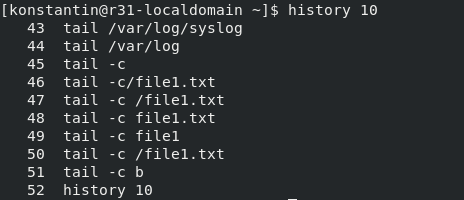 [konstantin@r31-localdomain ~]$ history 10
43 tail /var/log/syslog
44 tail /var/log
45 tail -c
46 tail -c/file1.txt
47 tail -c /file1.txt
48 tail -c file1.txt
49 tail -c file1
50 tail -c /file1.txt
51 tail -c b
52 history 10